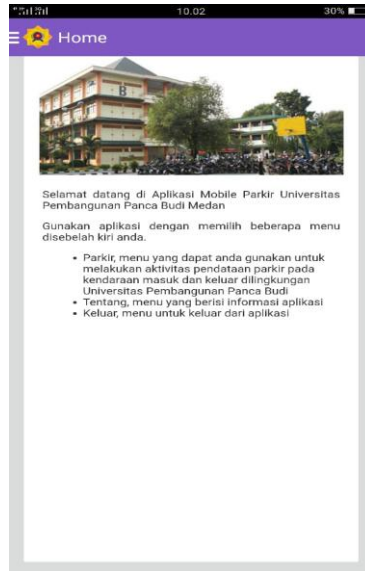 10.02
30%
Home
B
Selamat datang di Aplikasi Mobile Parkir Universitas
Pembangunan Panca Budi Medan
Gunakan aplikasi dengan memilih beberapa menu
disebelah kiri anda.
• Parkir, menu yang dapat anda gunakan untuk
melakukan aktivitas pendataan parkir pada
kendaraan masuk dan keluar dilingkungan
Universitas Pembangunan Panca Budi
• Tentang, menu yang berisi informasi aplikasi
• Keluar, menu untuk keluar dari aplikasi